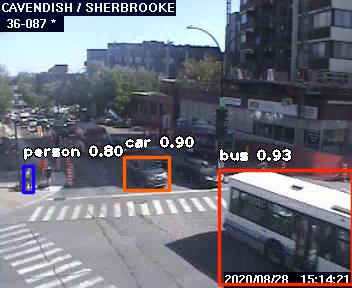 CAVENDISH / SHERBROOKE
36-087 *
car 0.90
person 0.80
bus 0.93
2020/08/28 15:14:21